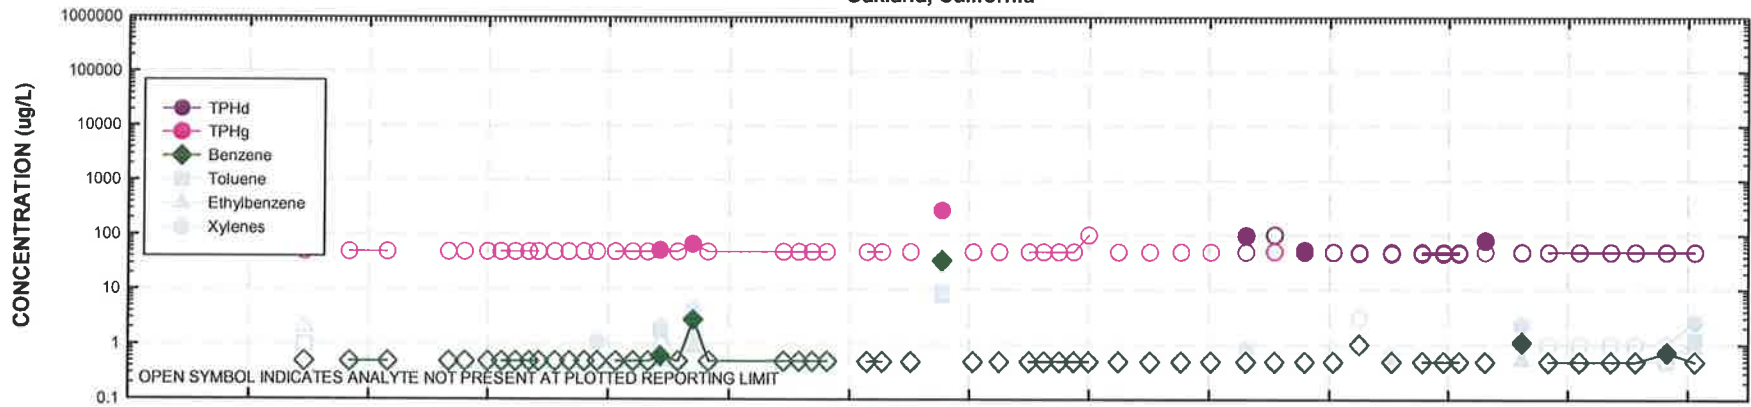 Oakland, California
1000000
100000
10000
1000
100
10
1
0.1
CONCENTRATION (ug/L)
TPHd
TPHg
Benzene
Toluene
Ethylbenzene
Xylenes
OPEN SYMBOL INDICATES ANALYTE NOT PRESENT AT PLOTTED REPORTING LIMIT